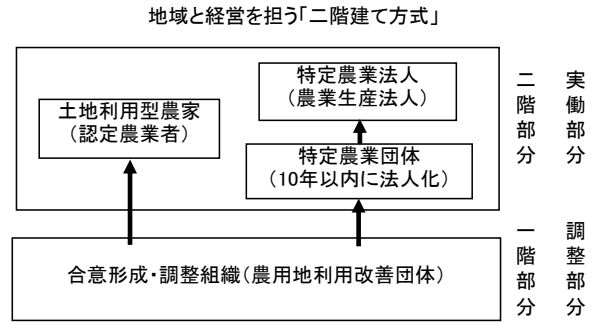 地域と経営を担う「二階建て方式」
特定農業法人
（農業生産法人）
土地利用型農家
（認定農業者）
特定農業団体
（10年以内に法人化）
二階部分
実働部分
合意形成・調整組織（農用地利用改善団体）
一階部分
調整部分